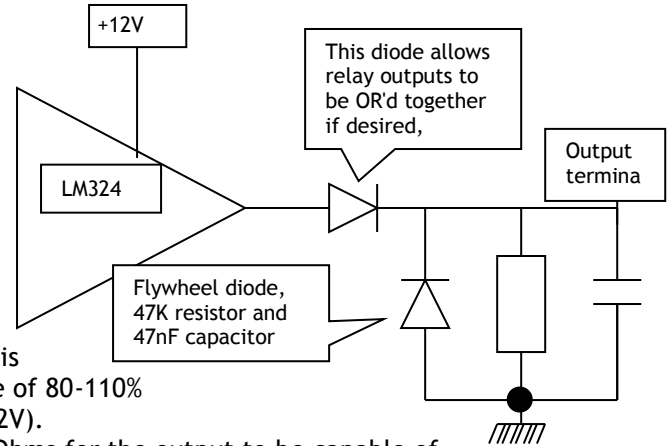 +12V
This diode allows
relay outputs to
be OR'd together
if desired,
Output
termina
LM324
Flywheel diode,
47K resistor and
47nF capacitor
is
e of 80-110%
2V).
Ohms for the output to be capable of